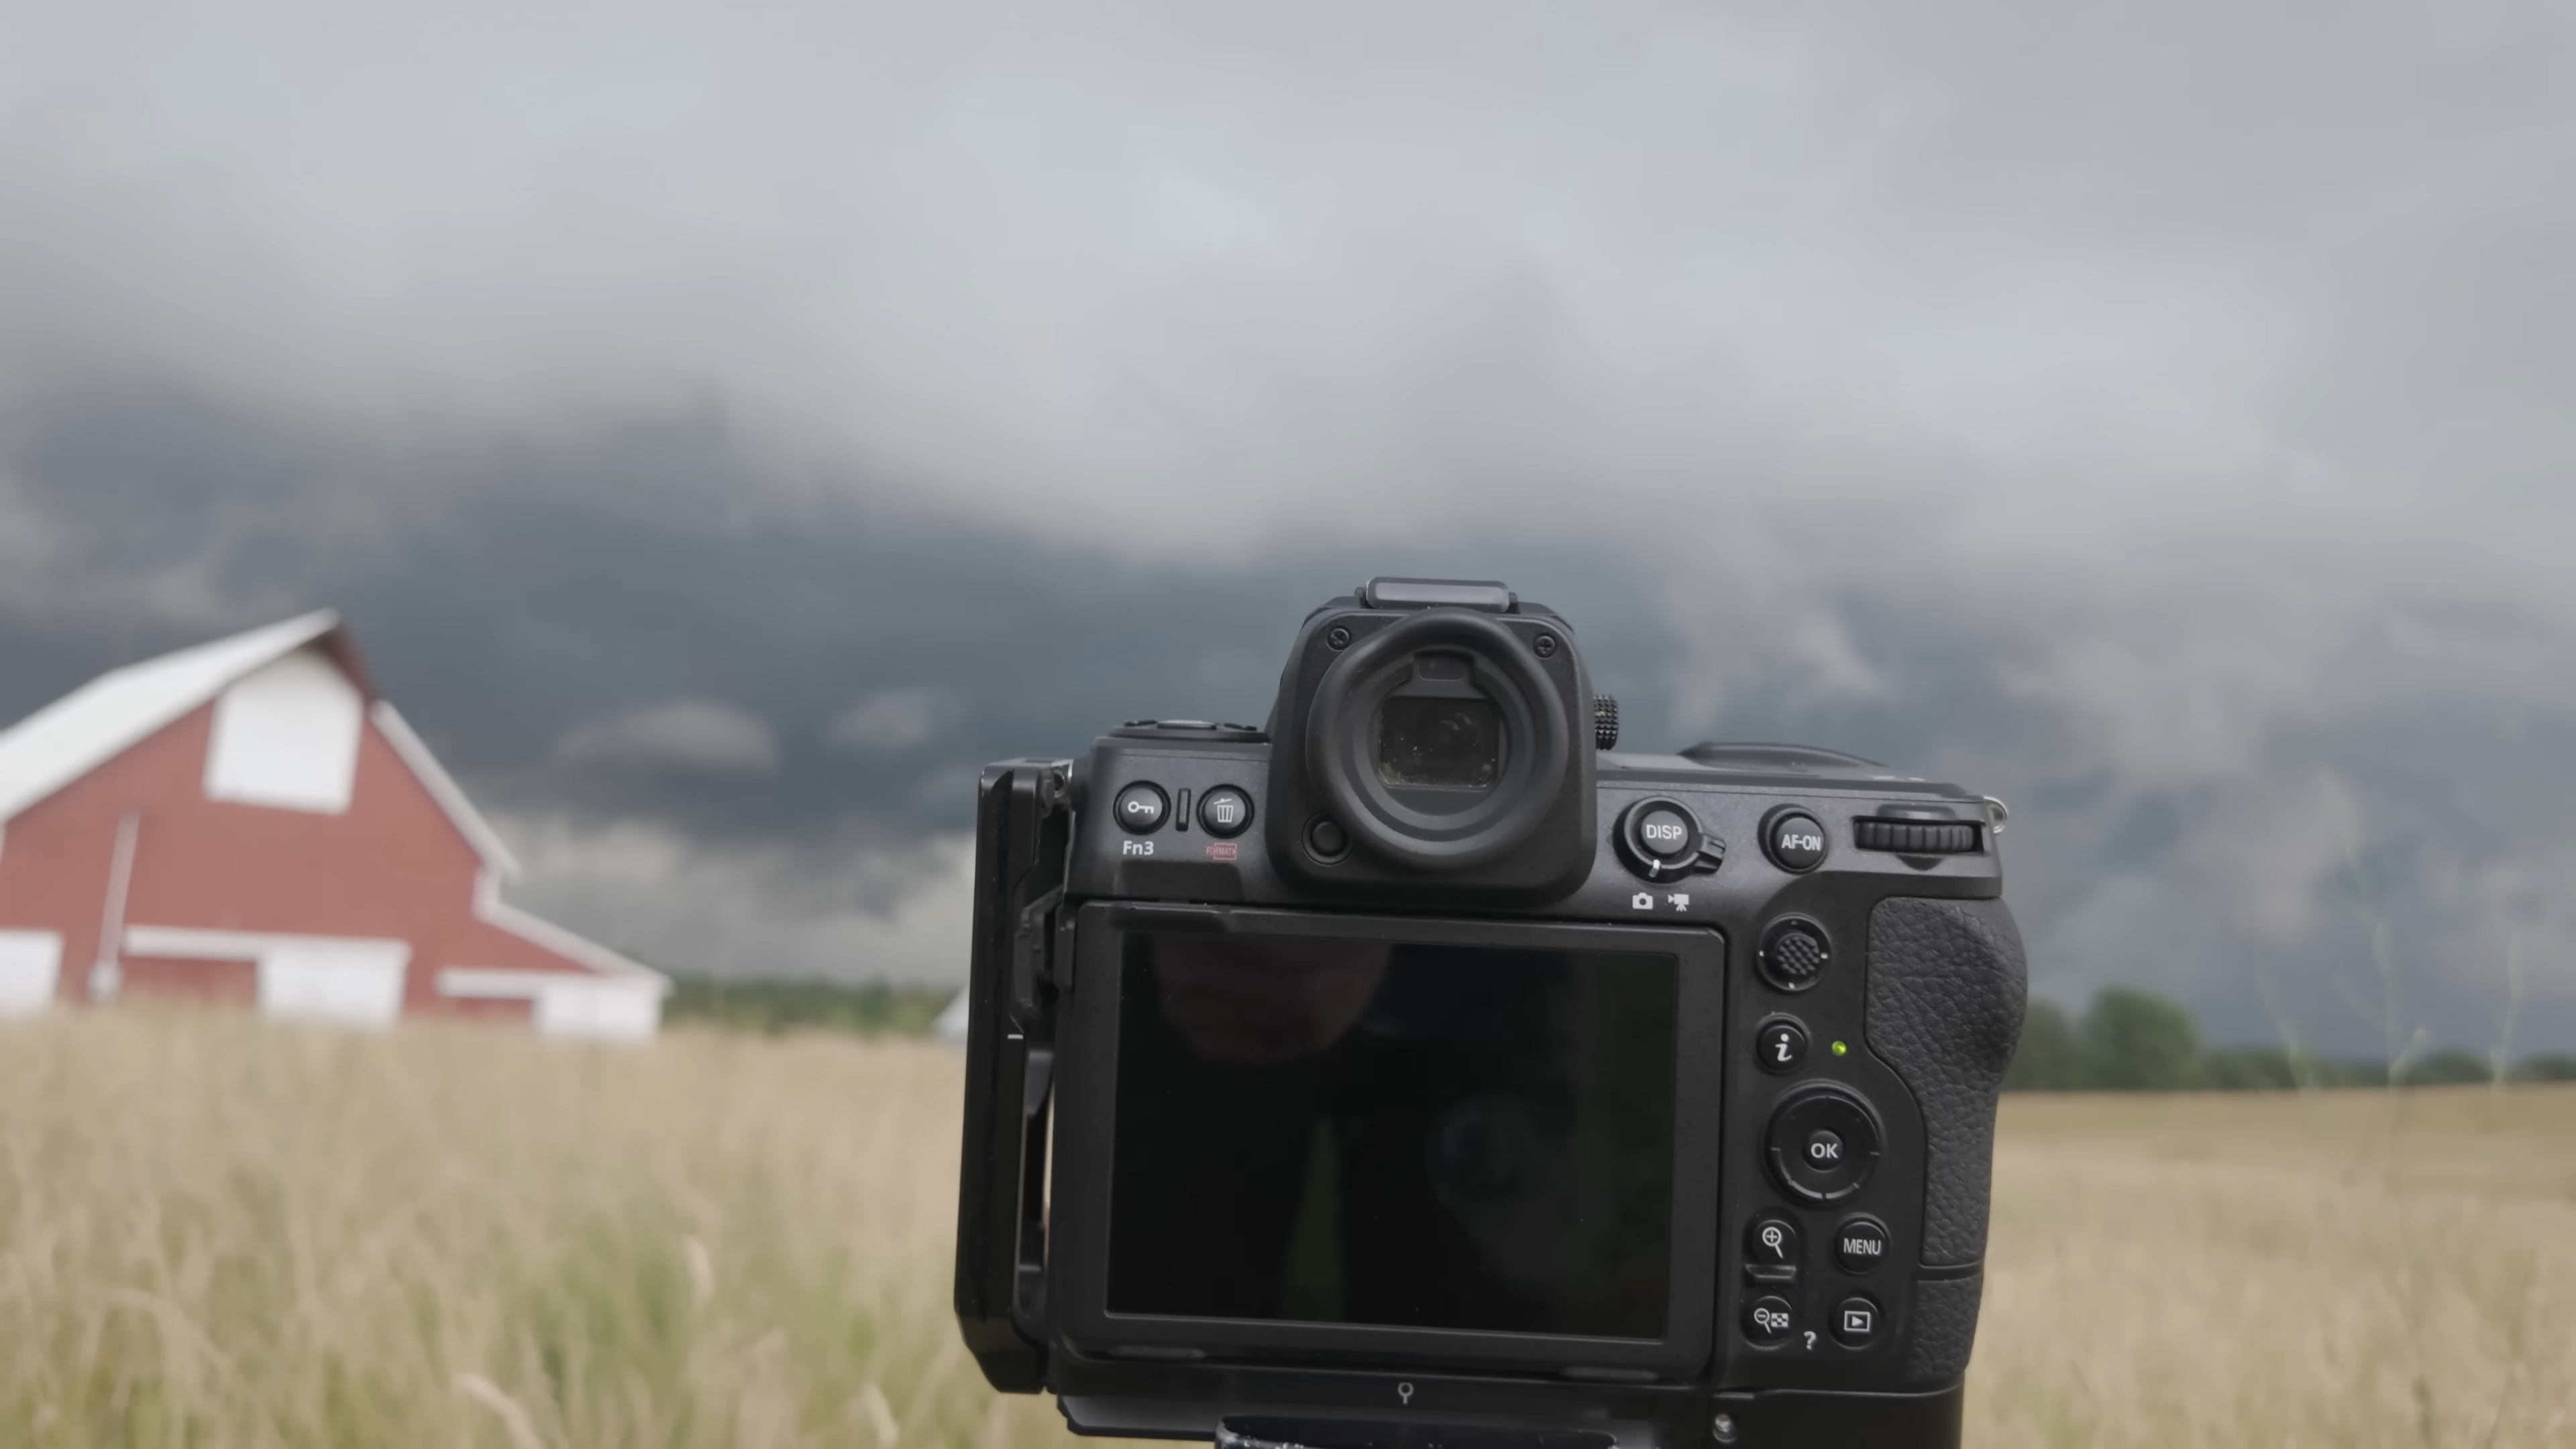 Fn3
FORMAT
DISP
AF-ON
i
OK
MENU
?